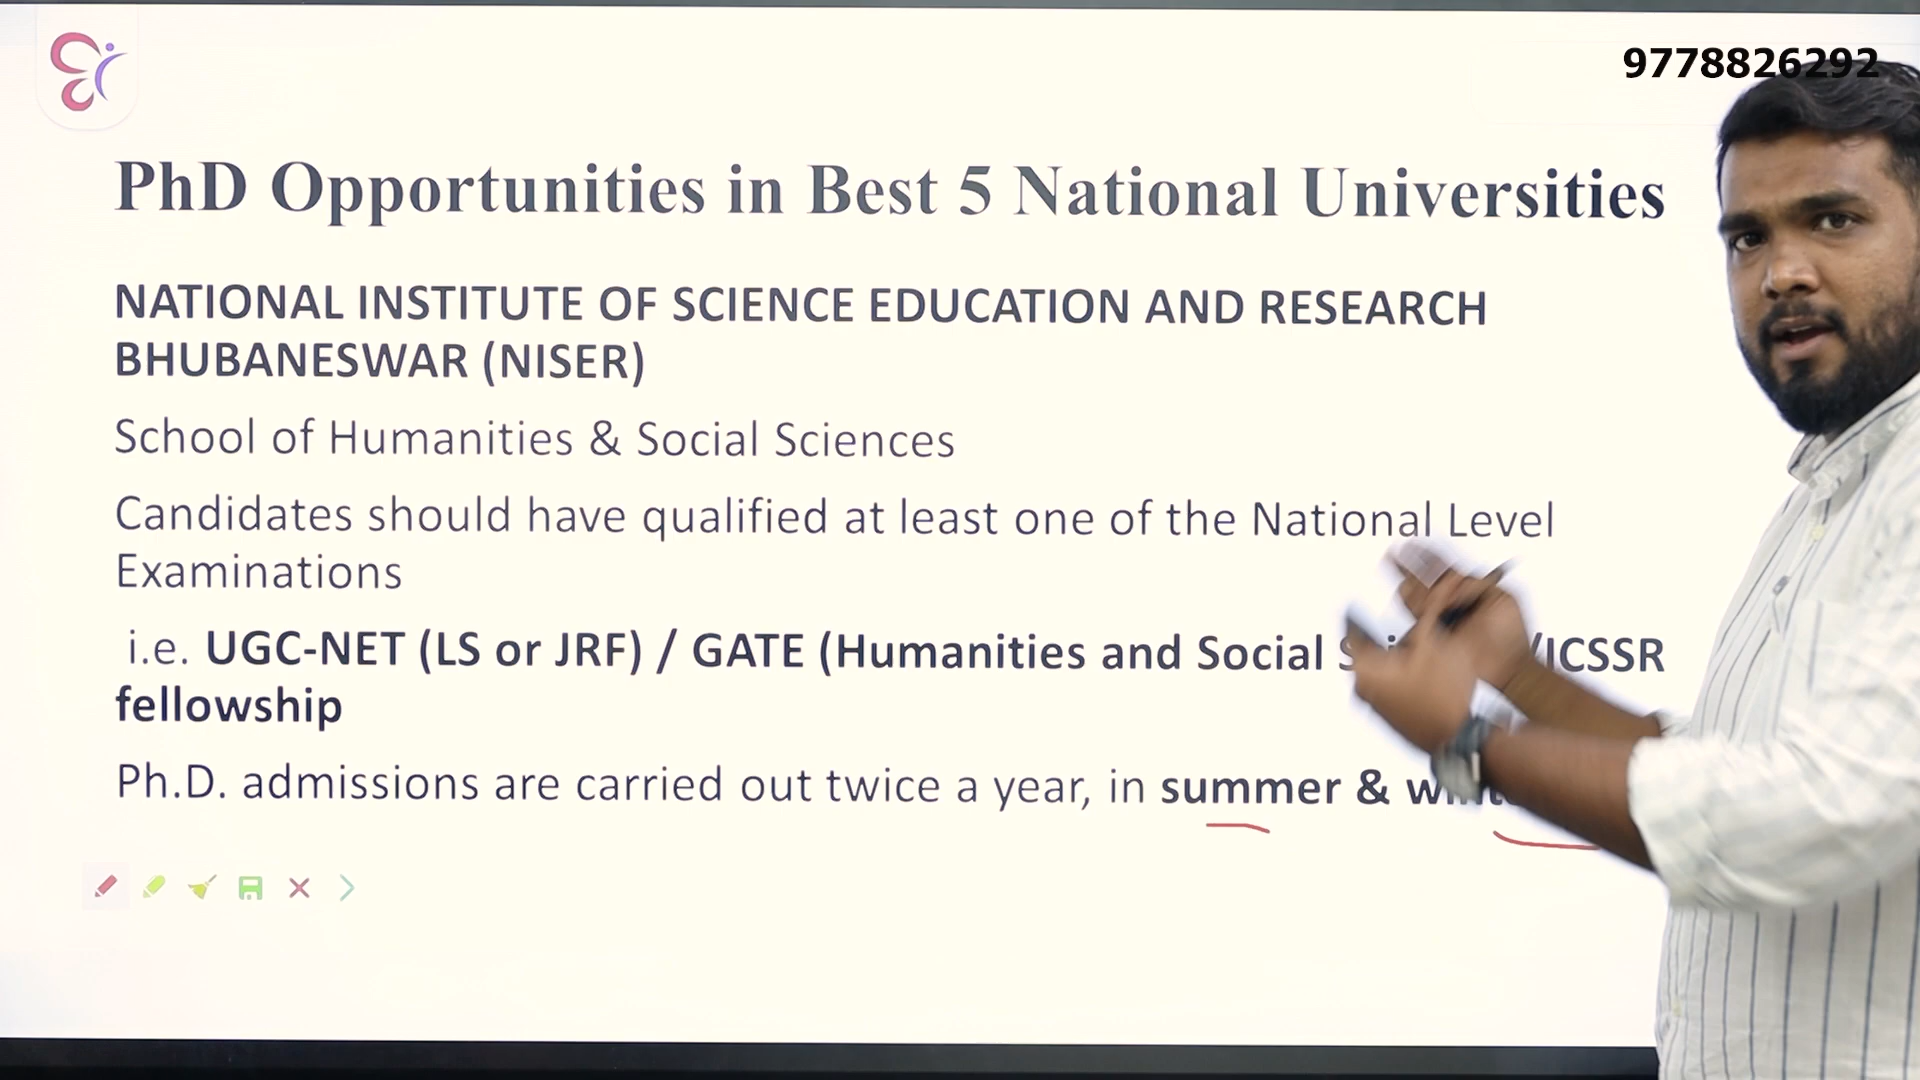 9778826292
PhD Opportunities in Best 5 National Universities
NATIONAL INSTITUTE OF SCIENCE EDUCATION AND RESEARCH
BHUBANESWAR (NISER)
School of Humanities & Social Sciences
Candidates should have qualified at least one of the National Level
Examinations
i.e. UGC-NET (LS or JRF) / GATE (Humanities and Social /ICSSR
fellowship
Ph.D. admissions are carried out twice a year, in summer &